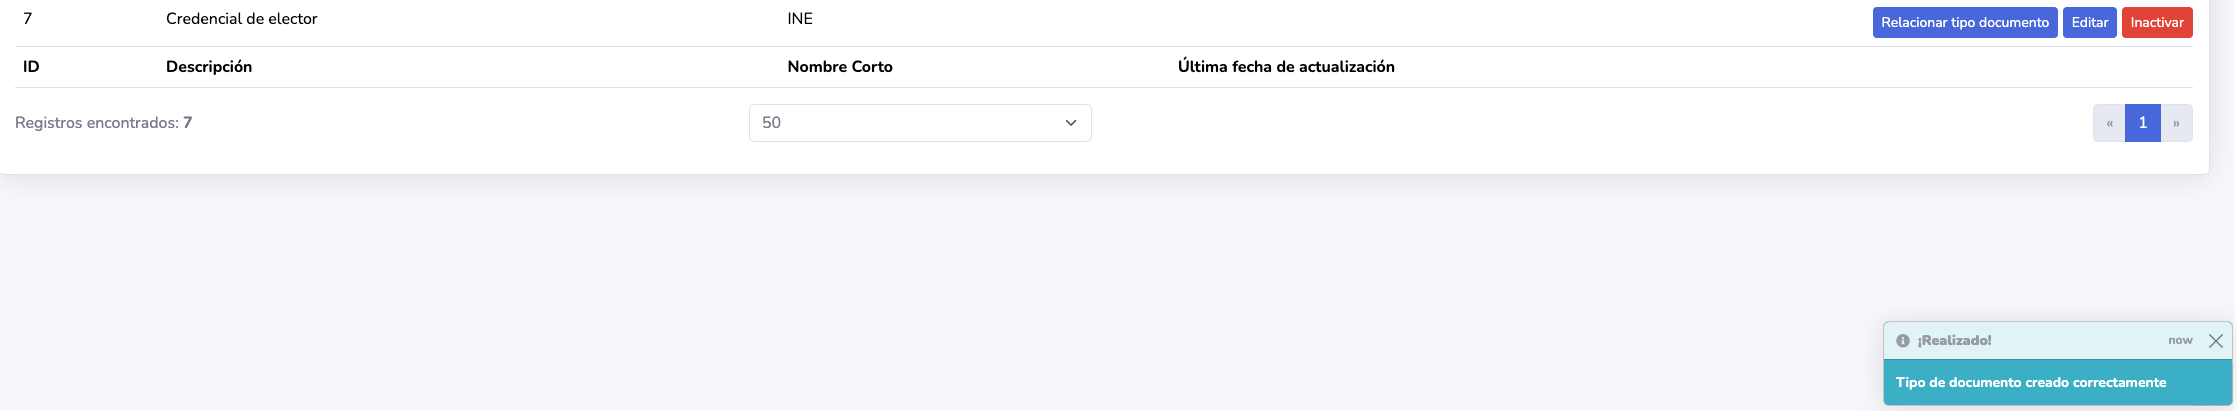 7 Credencial de elector INE Relacionar tipo documento Editar Inactivar
ID Descripción Nombre Corto Última fecha de actualización
Registros encontrados: 7 50 « 1 »
¡Realizado! now
Tipo de documento creado correctamente